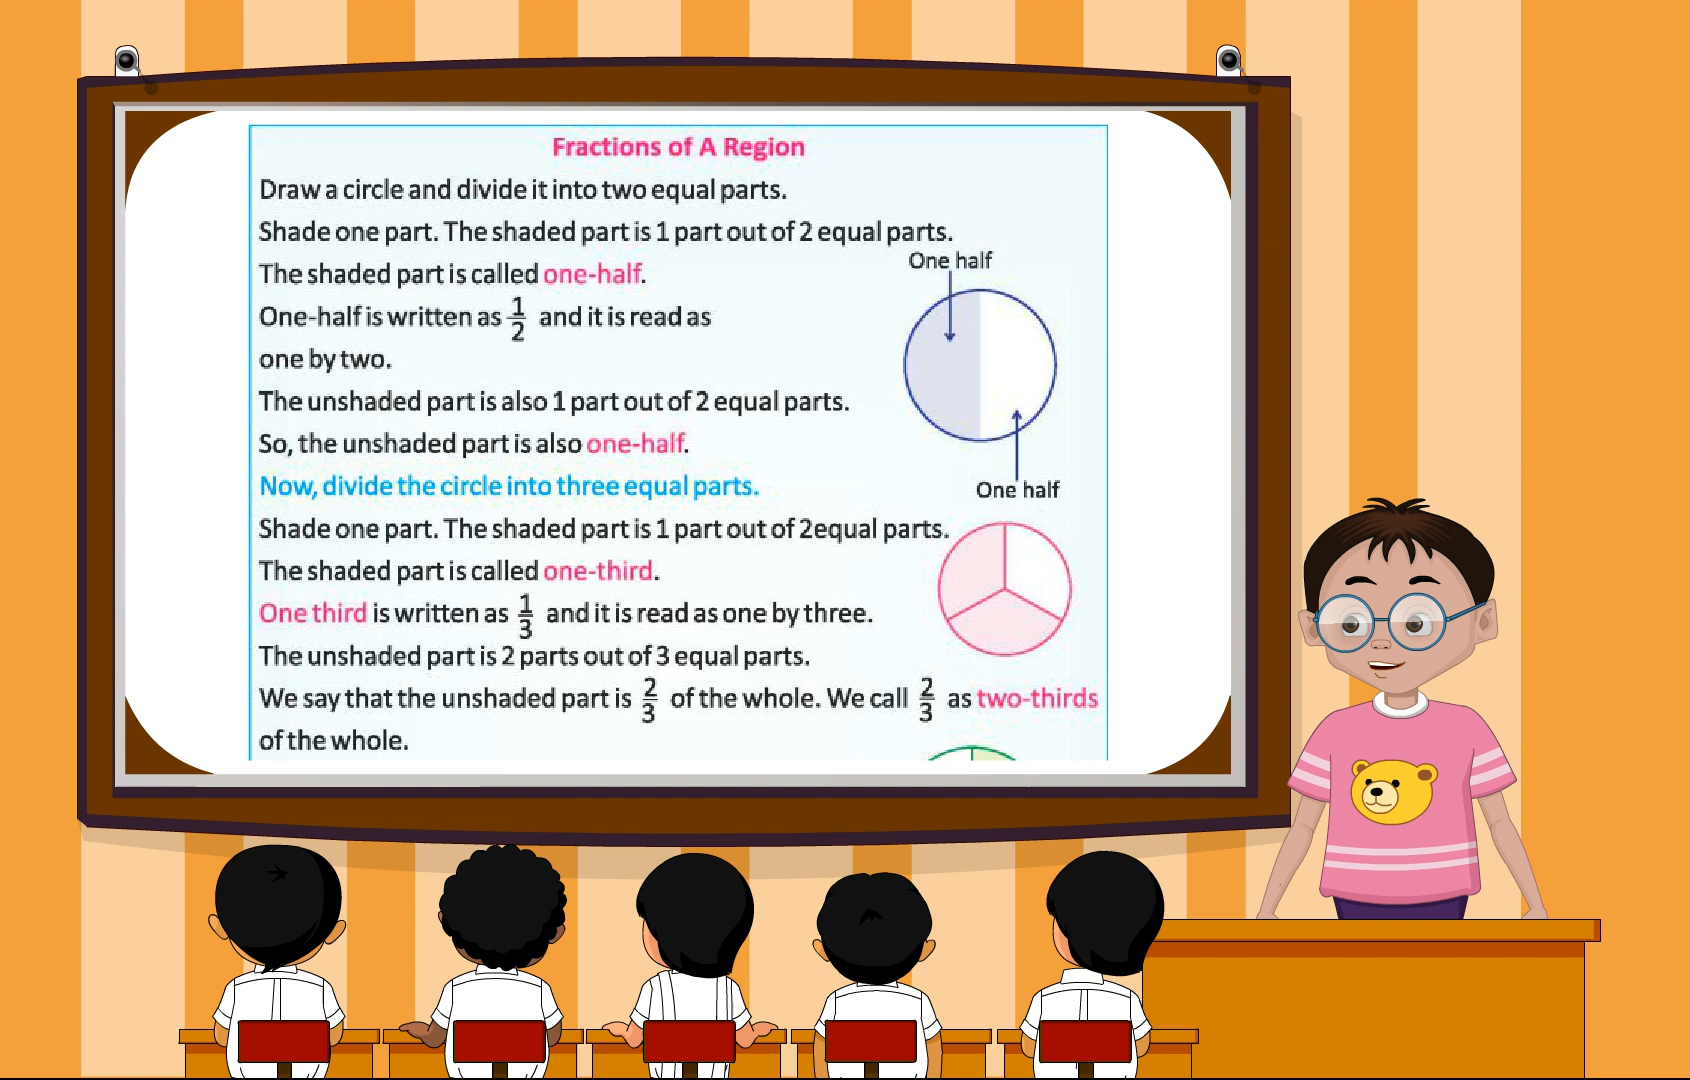 Fractions of A Region
Draw a circle and divide it into two equal parts.
Shade one part. The shaded part is 1 part out of 2 equal parts.
One half
The shaded part is called one-half.
One-half is written as 1/2 and it is read as
one by two.
The unshaded part is also 1 part out of 2 equal parts.
So, the unshaded part is also one-half.
Now, divide the circle into three equal parts.
One half
Shade one part. The shaded part is 1 part out of 2equal parts.
The shaded part is called one-third.
One third is written as 1/3 and it is read as one by three.
The unshaded part is 2 parts out of 3 equal parts.
We say that the unshaded part is 2/3 of the whole. We call 2/3 as two-thirds
of the whole.